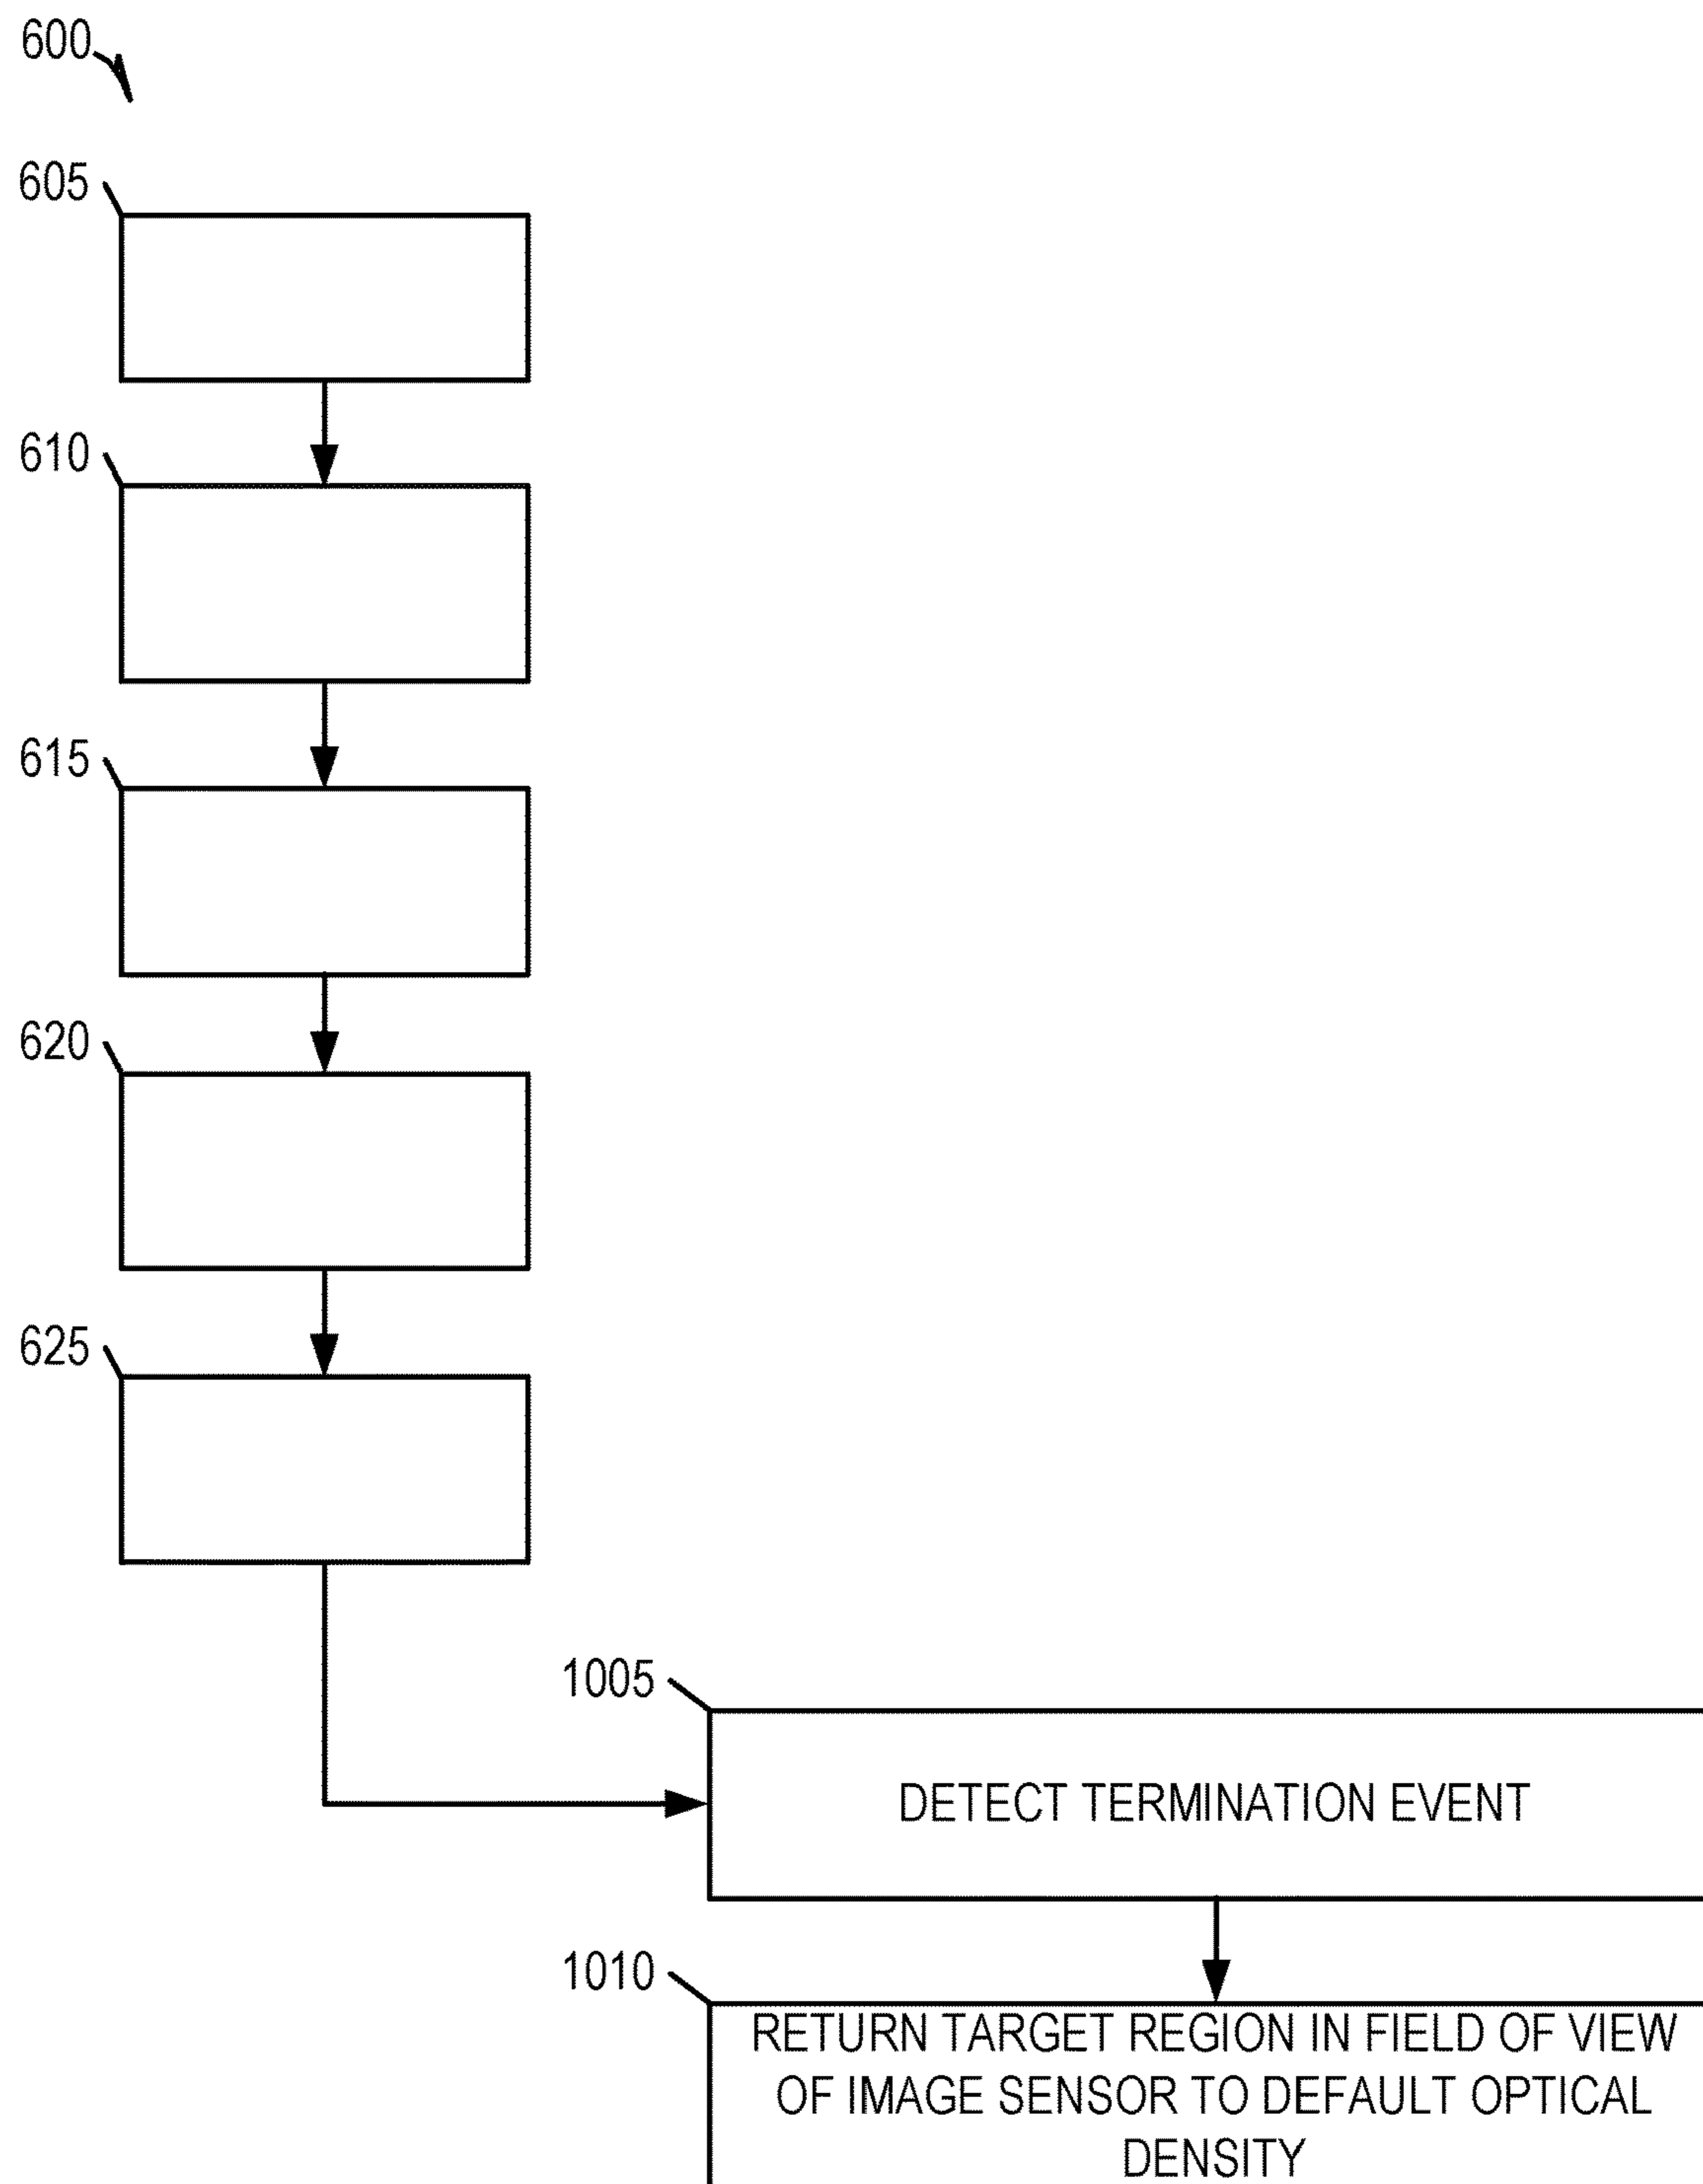 600
605
610
615
620
625
1005
DETECT TERMINATION EVENT
1010
RETURN TARGET REGION IN FIELD OF VIEW
OF IMAGE SENSOR TO DEFAULT OPTICAL
DENSITY